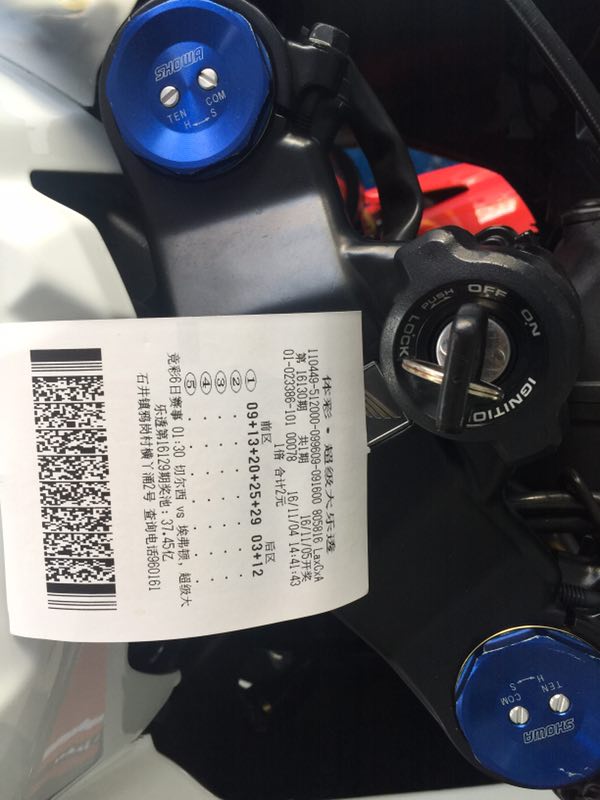 SHOWA
TEN
COM
H
S
PUSH
OFF
ON
LOCK
IGNITION
体彩·超级大乐透
110449-512000-099609-091600 805816 LaxCxA
第 16130期 共1期 16/11/05开奖
01-023386-101 00078 16/11/04 14:41:43
1倍 合计2元
前区 后区
① 09+13+20+25+29 03+12
②
③
④
⑤
竞彩6日赛事 01:30 切尔西 vs 埃弗顿, 超级大
乐透第16129期奖池: 37.45亿
石井镇鸦岗村横丫涌2号 查询电话960161
TEN
COM
H
S
SHOWA